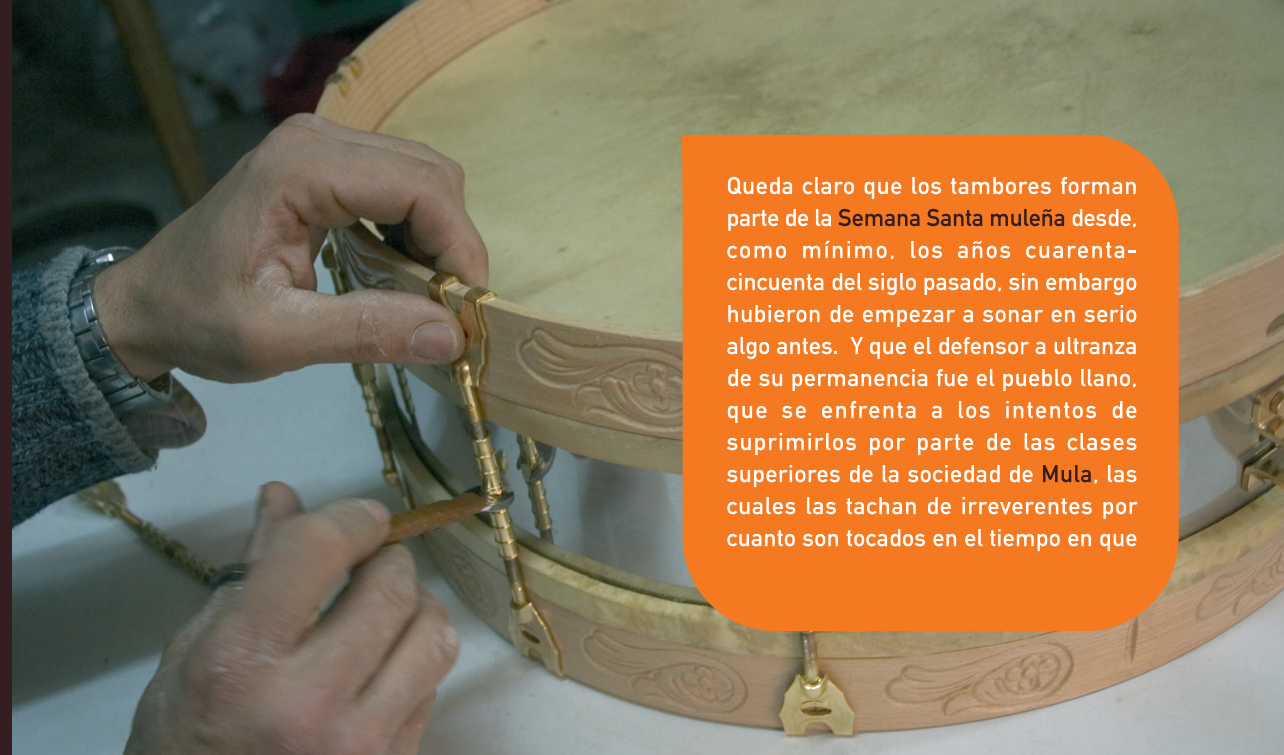 Queda claro que los tambores forman
parte de la Semana Santa muleña desde,
como mínimo, los años cuarenta-
cincuenta del siglo pasado, sin embargo
hubieron de empezar a sonar en serio
algo antes.  Y que el defensor a ultranza
de su permanencia fue el pueblo llano,
que se enfrenta a los intentos de
suprimirlos por parte de las clases
superiores de la sociedad de Mula, las
cuales las tachan de irreverentes por
cuanto son tocados en el tiempo en que